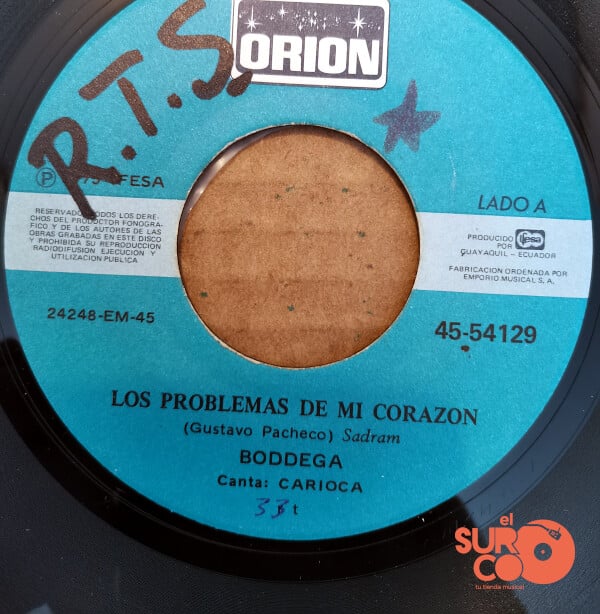 ORION
R.T.S.
Ⓟ FESA
LADO A
RESERVADO TODOS LOS DERE-
CHOS DEL PRODUCTOR FONOGRA-
FICO Y DE LOS AUTORES DE LAS
OBRAS GRABADAS EN ESTE DISCO
Y PROHIBIDA SU REPRODUCCION
RADIODIFUSION EJECUCION Y
UTILIZACION PUBLICA
PRODUCIDO
POR
fesa
GUAYAQUIL - ECUADOR
FABRICACION ORDENADA POR
EMPORIO MUSICAL S, A.
24248-EM-45
45-54129
LOS PROBLEMAS DE MI CORAZON
(Gustavo Pacheco) Sadram
BODDEGA
Canta: CARIOCA
33 t
el
SURCO
tu tienda musical